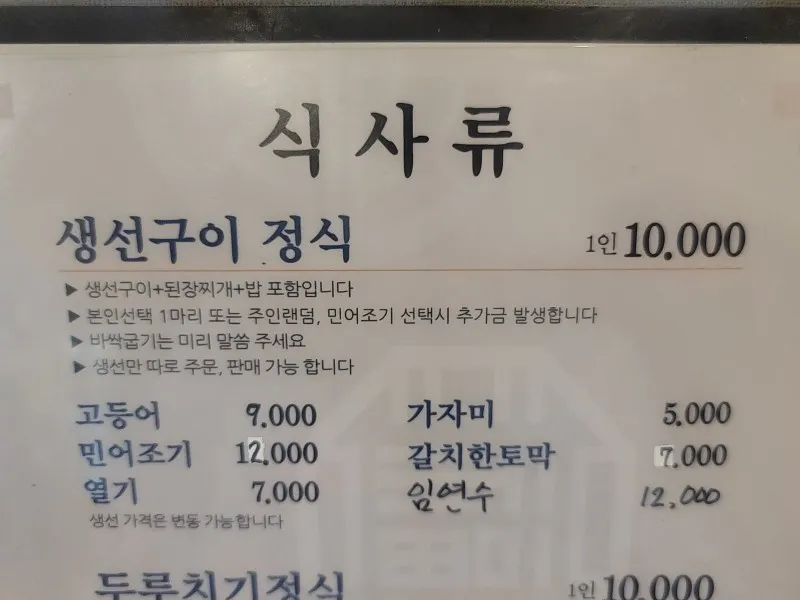 식사류
생선구이 정식 1인 10.000
▶ 생선구이+된장찌개+밥 포함입니다
▶ 본인선택 1마리 또는 주인랜덤, 민어조기 선택시 추가금 발생합니다
▶ 바싹굽기는 미리 말씀 주세요
▶ 생선만 따로 주문, 판매 가능 합니다
고등어 9.000 가자미 5.000
민어조기 12.000 갈치한토막 7.000
열기 7.000 임연수 12,000
생선 가격은 변동 가능합니다
두루치기정식 1인 10.000